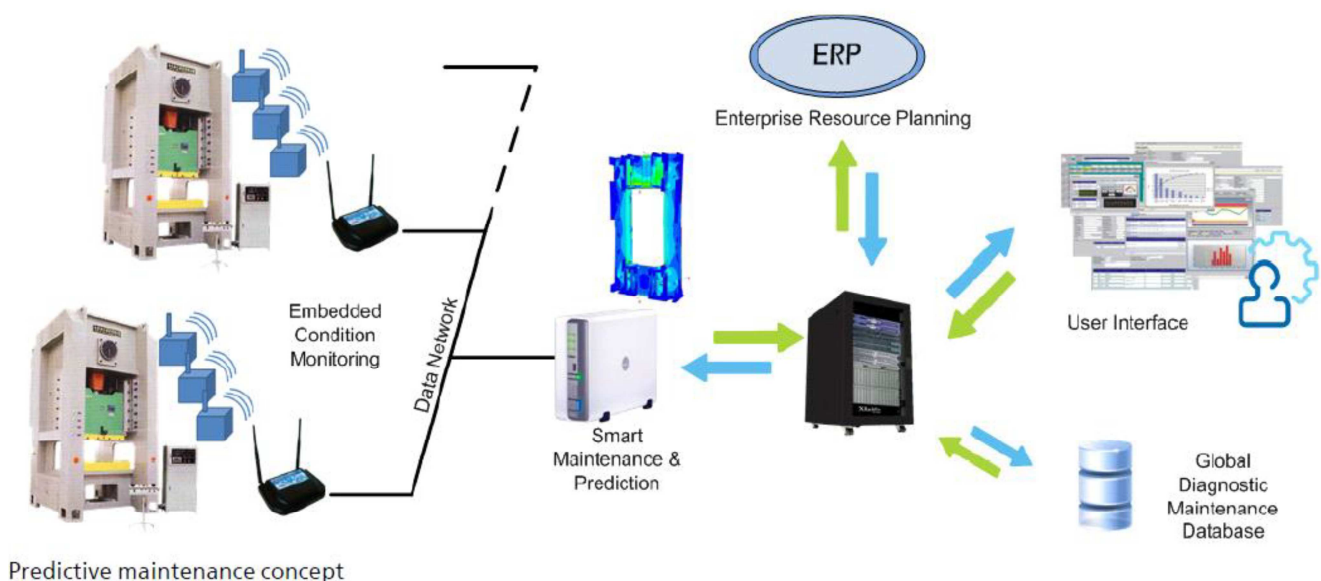 ERP
Enterprise Resource Planning
Embedded
Condition
Monitoring
Data Network
User Interface
Smart
Maintenance &
Prediction
Global
Diagnostic
Maintenance
Database
Predictive maintenance concept